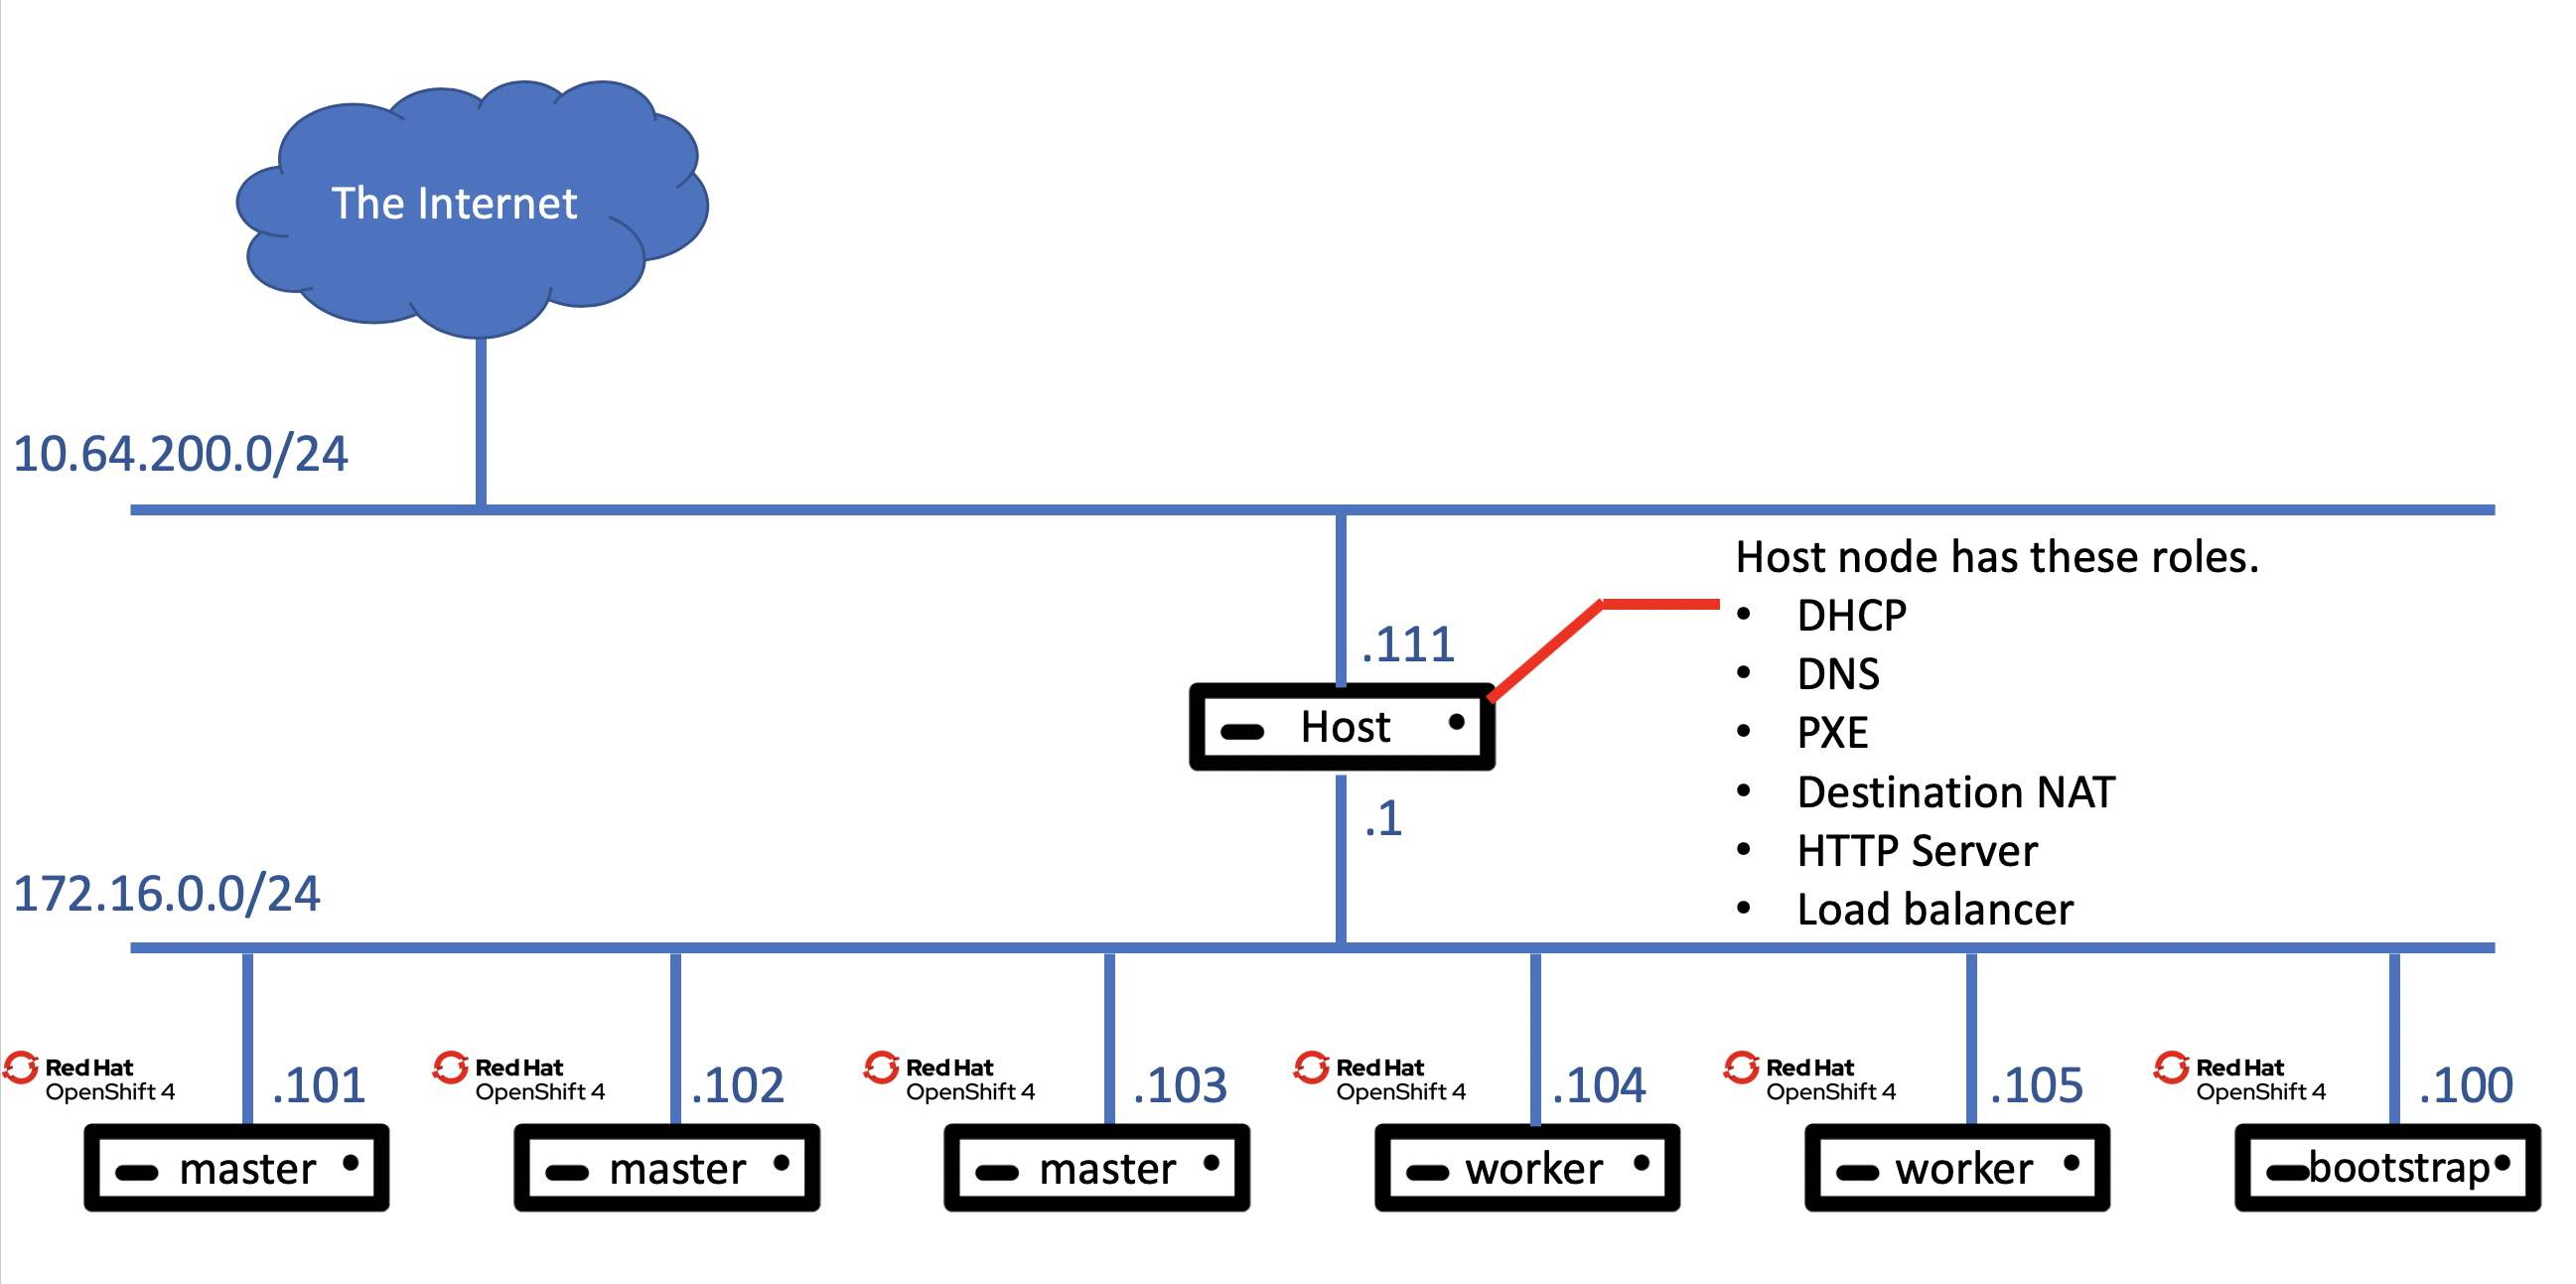 The Internet
10.64.200.0/24
Host node has these roles.
• DHCP
• DNS
• PXE
• Destination NAT
• HTTP Server
• Load balancer
.111
Host
.1
172.16.0.0/24
Red Hat
OpenShift 4
.101
master
Red Hat
OpenShift 4
.102
master
Red Hat
OpenShift 4
.103
master
Red Hat
OpenShift 4
.104
worker
Red Hat
OpenShift 4
.105
worker
Red Hat
OpenShift 4
.100
bootstrap